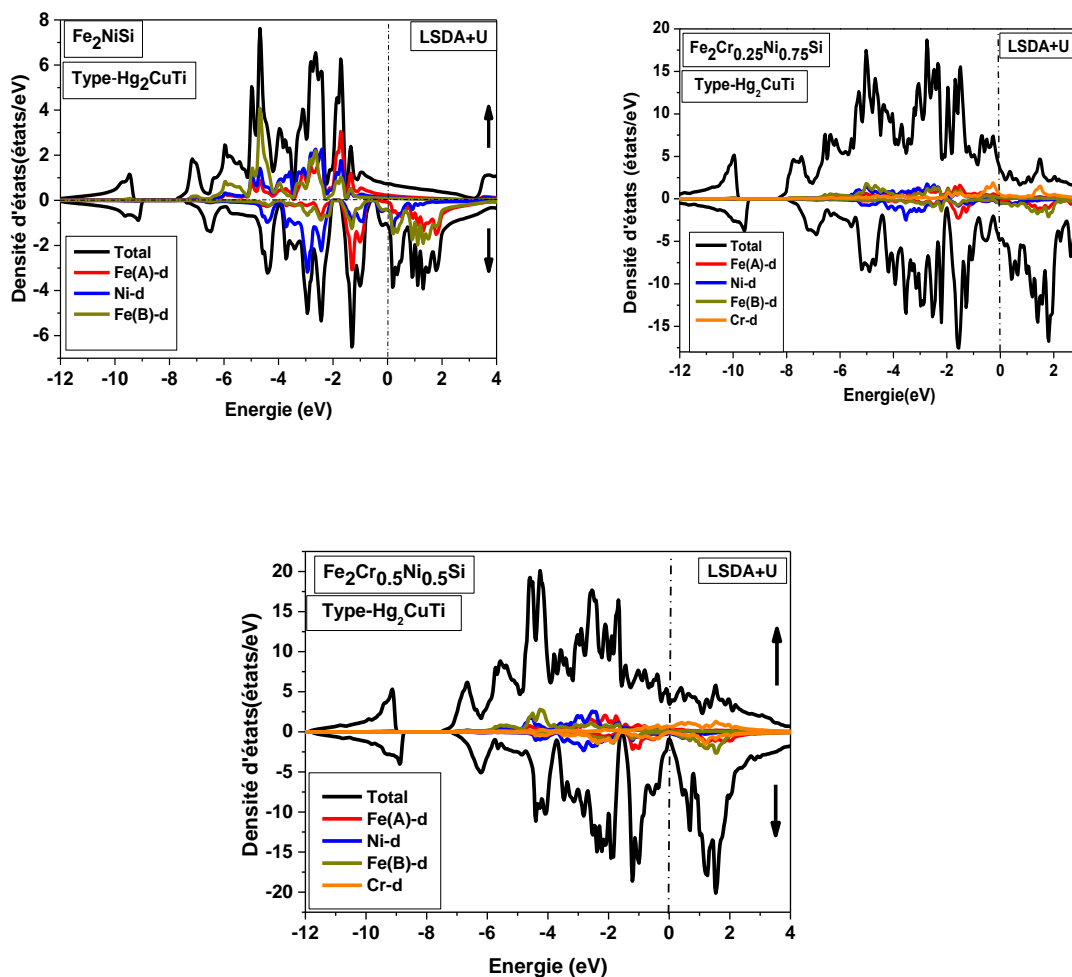 Fe2NiSi
LSDA+U
Type-Hg2CuTi
Densité d'états(états/eV)
8
6
4
2
0
-2
-4
-6
Total
Fe(A)-d
Ni-d
Fe(B)-d
-12 -10 -8 -6 -4 -2 0 2 4
Energie (eV)
Fe2Cr0.25Ni0.75Si
LSDA+U
Type-Hg2CuTi
Densité d'états (états/eV)
20
15
10
5
0
-5
-10
-15
Total
Fe(A)-d
Ni-d
Fe(B)-d
Cr-d
-12 -10 -8 -6 -4 -2 0 2
Energie(eV)
Fe2Cr0.5Ni0.5Si
LSDA+U
Type-Hg2CuTi
Densité d'états(états/eV)
20
15
10
5
0
-5
-10
-15
-20
Total
Fe(A)-d
Ni-d
Fe(B)-d
Cr-d
-12 -10 -8 -6 -4 -2 0 2 4
Energie (eV)